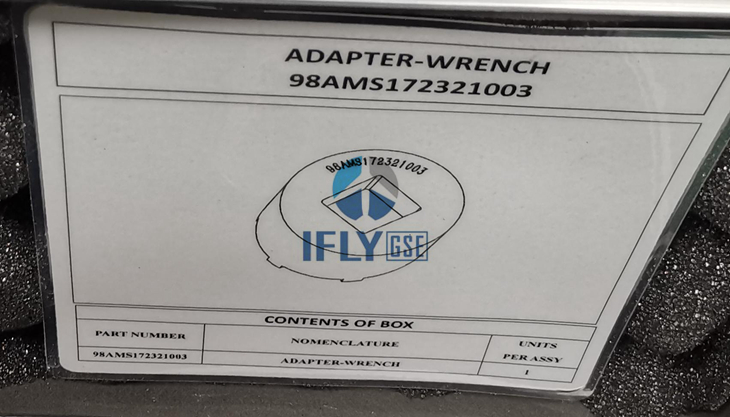 ADAPTER-WRENCH
98AMS172321003
98AMS172321003
IFLY GSE
CONTENTS OF BOX
PART NUMBER NOMENCLATURE UNITS PER ASSY
98AMS172321003 ADAPTER-WRENCH 1